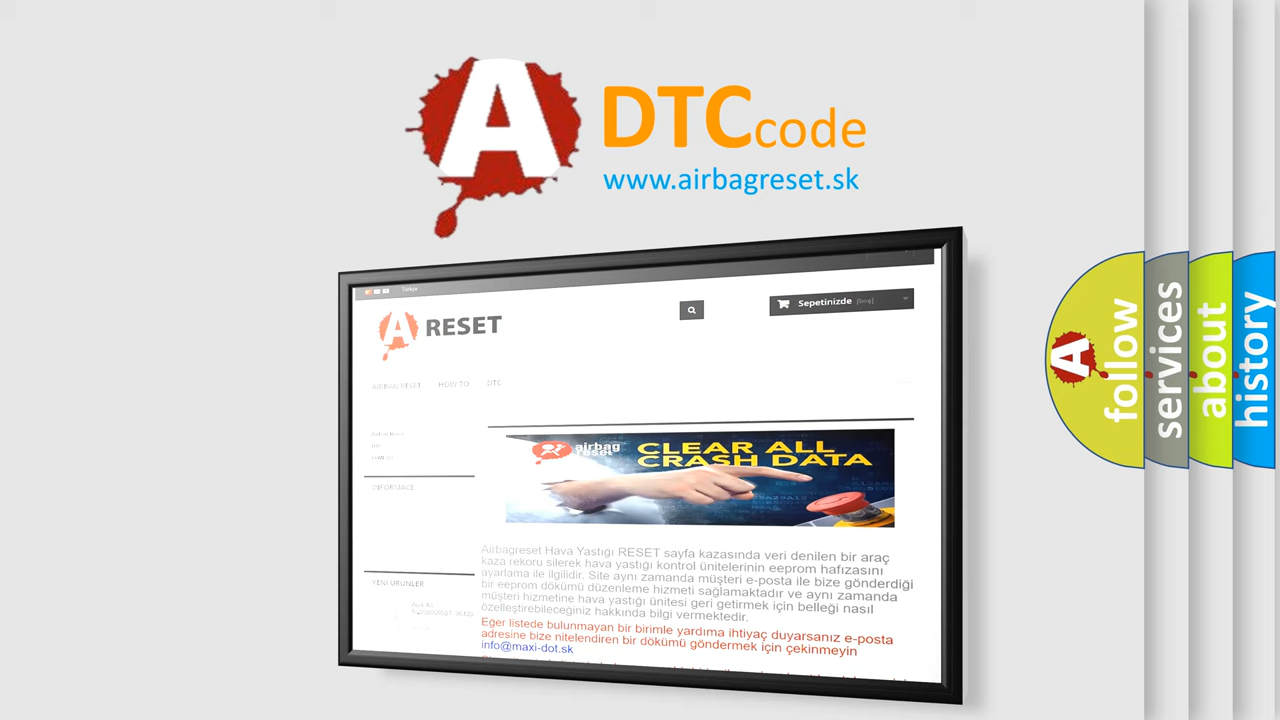 A DTCcode
www.airbagreset.sk
Türkçe
A RESET
Sepetinizde [boş]
AIRBAG RESET HOW TO DTC
HOW TO
INFORMACE
airbag reset
CLEAR ALL
CRASH DATA
Airbagreset Hava Yastığı RESET sayfa kazasında veri denilen bir araç
kaza rekoru silerek hava yastığı kontrol ünitelerinin eeprom hafızasını
ayarlama ile ilgilidir. Site aynı zamanda müşteri e-posta ile bize gönderdiği
bir eeprom dökümü düzenleme hizmeti sağlamaktadır ve aynı zamanda
müşteri hizmetine hava yastığı ünitesi geri getirmek için belleği nasıl
özelleştirebileceğiniz hakkında bilgi vermektedir.
Eğer listede bulunmayan bir birimle yardıma ihtiyaç duyarsanız e-posta
adresine bize nitelendiren bir dökümü göndermek için çekinmeyin
info@maxi-dot.sk
YENI ÜRÜNLER
A follow
services
about
history